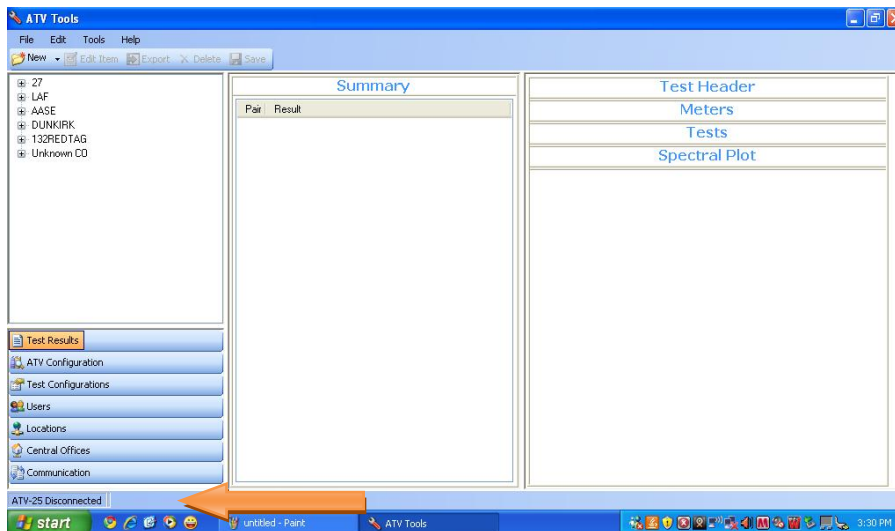 ATV Tools
File Edit Tools Help
New Edit Item Export Delete Save
27
LAF
AASE
DUNKIRK
132REDTAG
Unknown CO
Summary
Pair Result
Test Header
Meters
Tests
Spectral Plot
Test Results
ATV Configuration
Test Configurations
Users
Locations
Central Offices
Communication
ATV-25 Disconnected
start untitled - Paint ATV Tools 3:30 PM